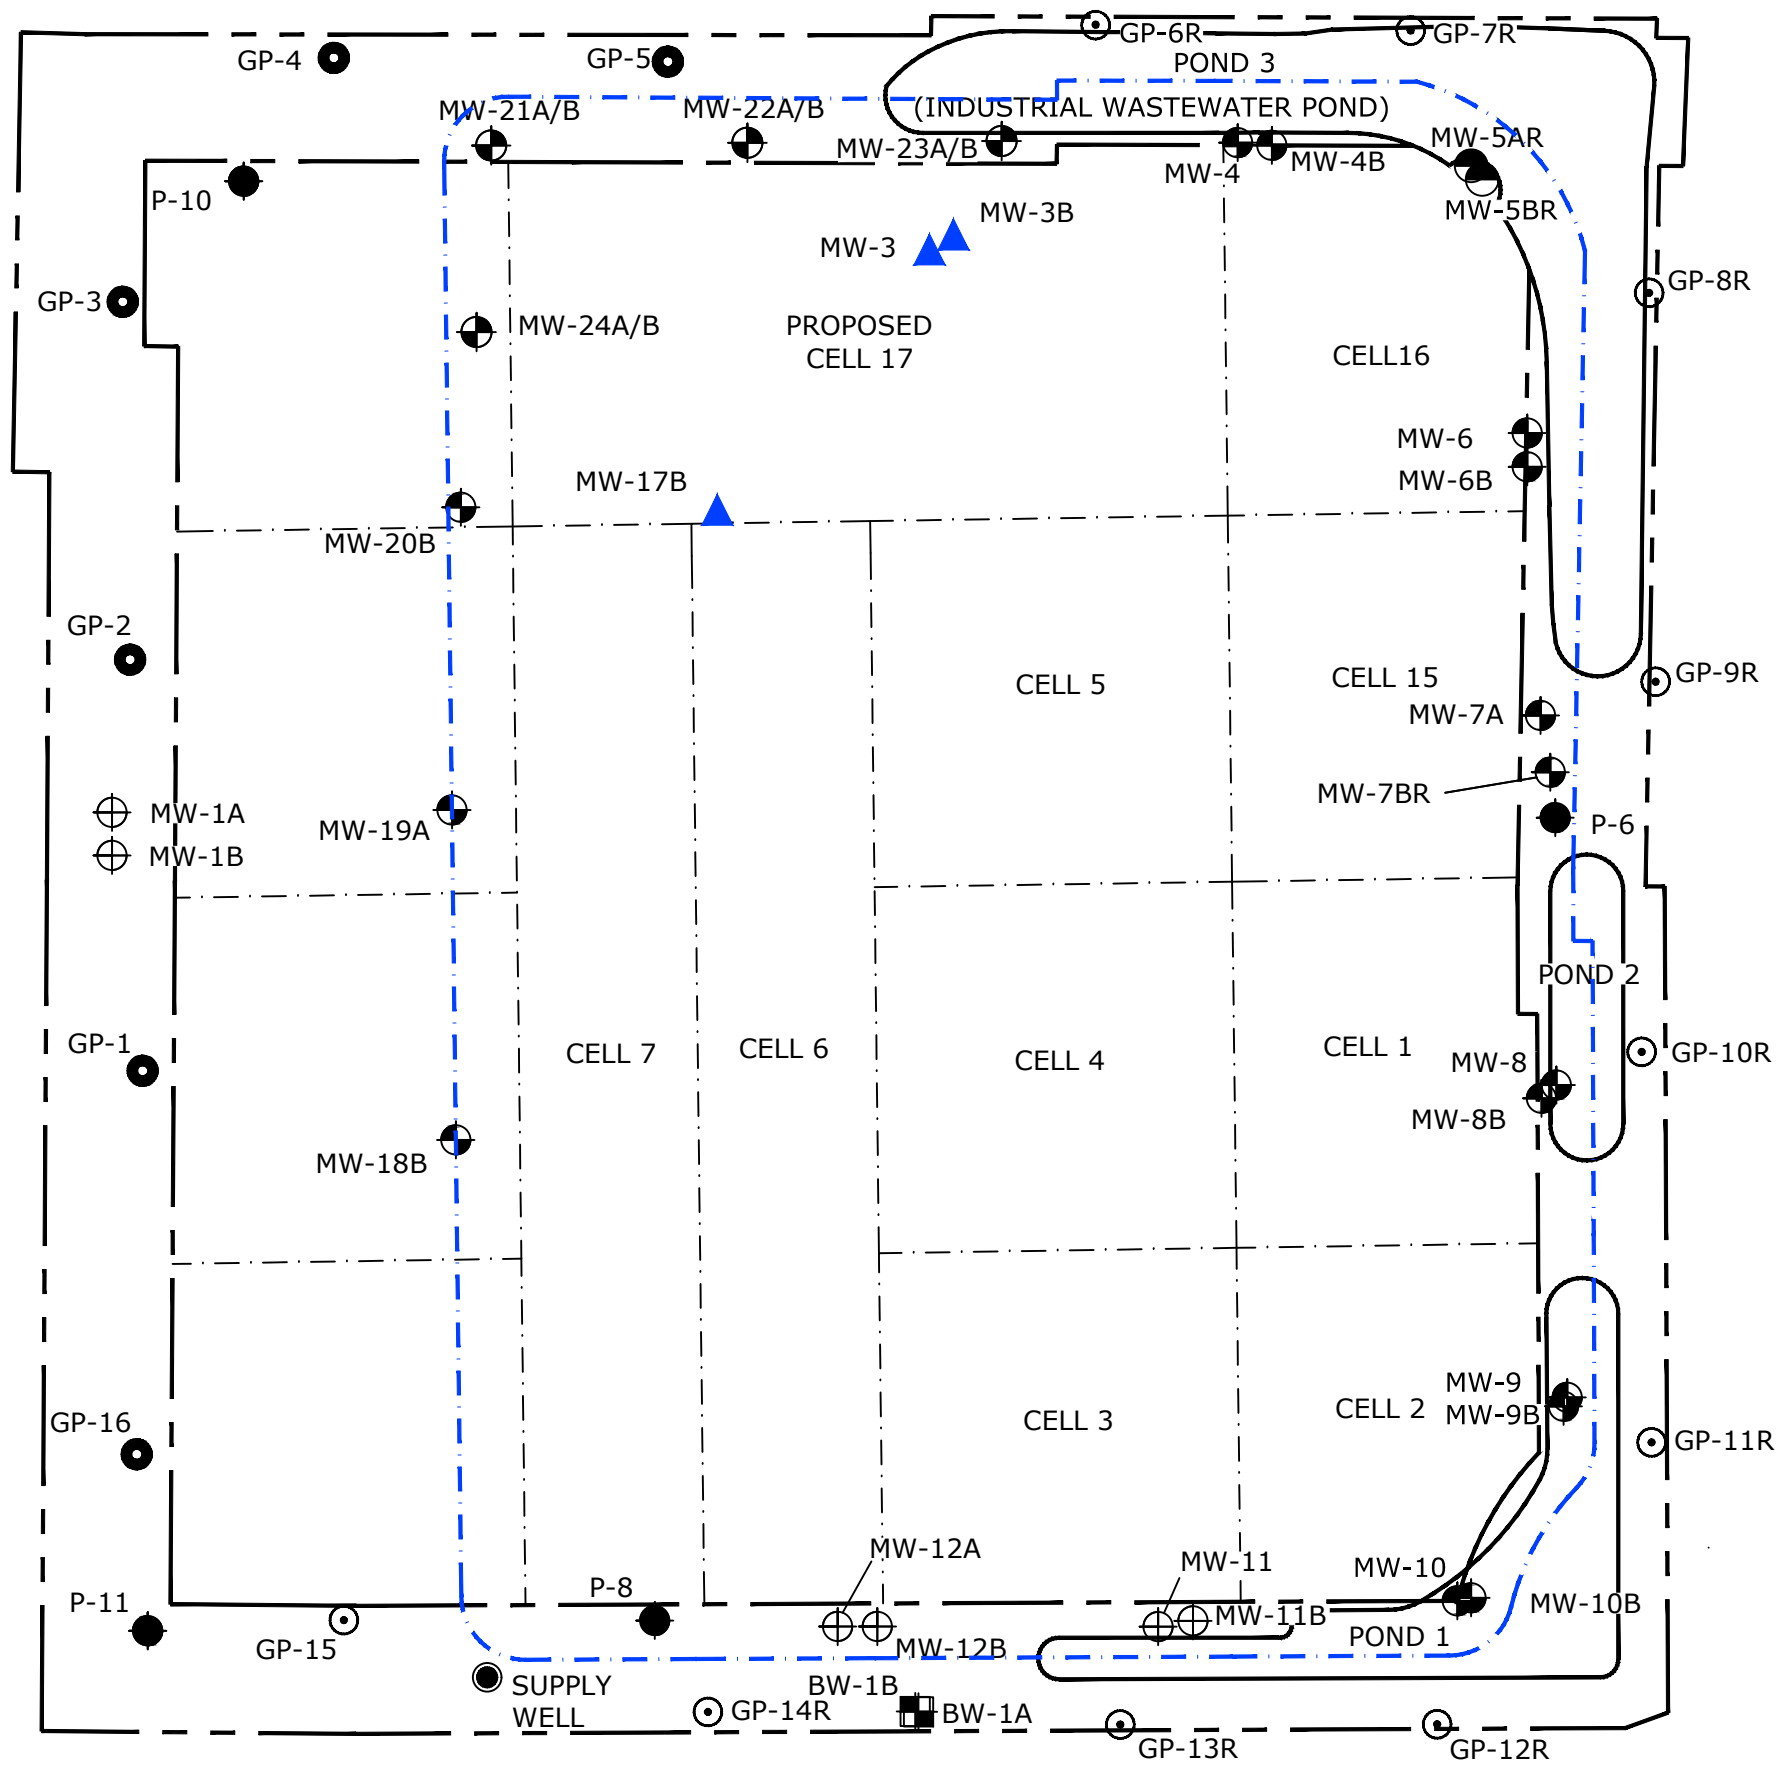 GP-6R
GP-7R
GP-4
GP-5
POND 3
MW-21A/B
MW-22A/B
(INDUSTRIAL WASTEWATER POND)
MW-23A/B
MW-5AR
MW-4
MW-4B
P-10
MW-5BR
MW-3B
MW-3
GP-8R
GP-3
MW-24A/B
PROPOSED
CELL 17
CELL16
MW-6
MW-17B
MW-6B
MW-20B
GP-2
CELL 5
CELL 15
GP-9R
MW-7A
MW-7BR
MW-1A
MW-19A
P-6
MW-1B
POND 2
GP-1
CELL 7
CELL 6
CELL 4
CELL 1
MW-8
GP-10R
MW-8B
MW-18B
MW-9
GP-16
CELL 3
CELL 2
MW-9B
GP-11R
MW-12A
MW-11
MW-10
P-11
P-8
MW-11B
MW-10B
GP-15
MW-12B
POND 1
SUPPLY
WELL
BW-1B
GP-14R
BW-1A
GP-13R
GP-12R